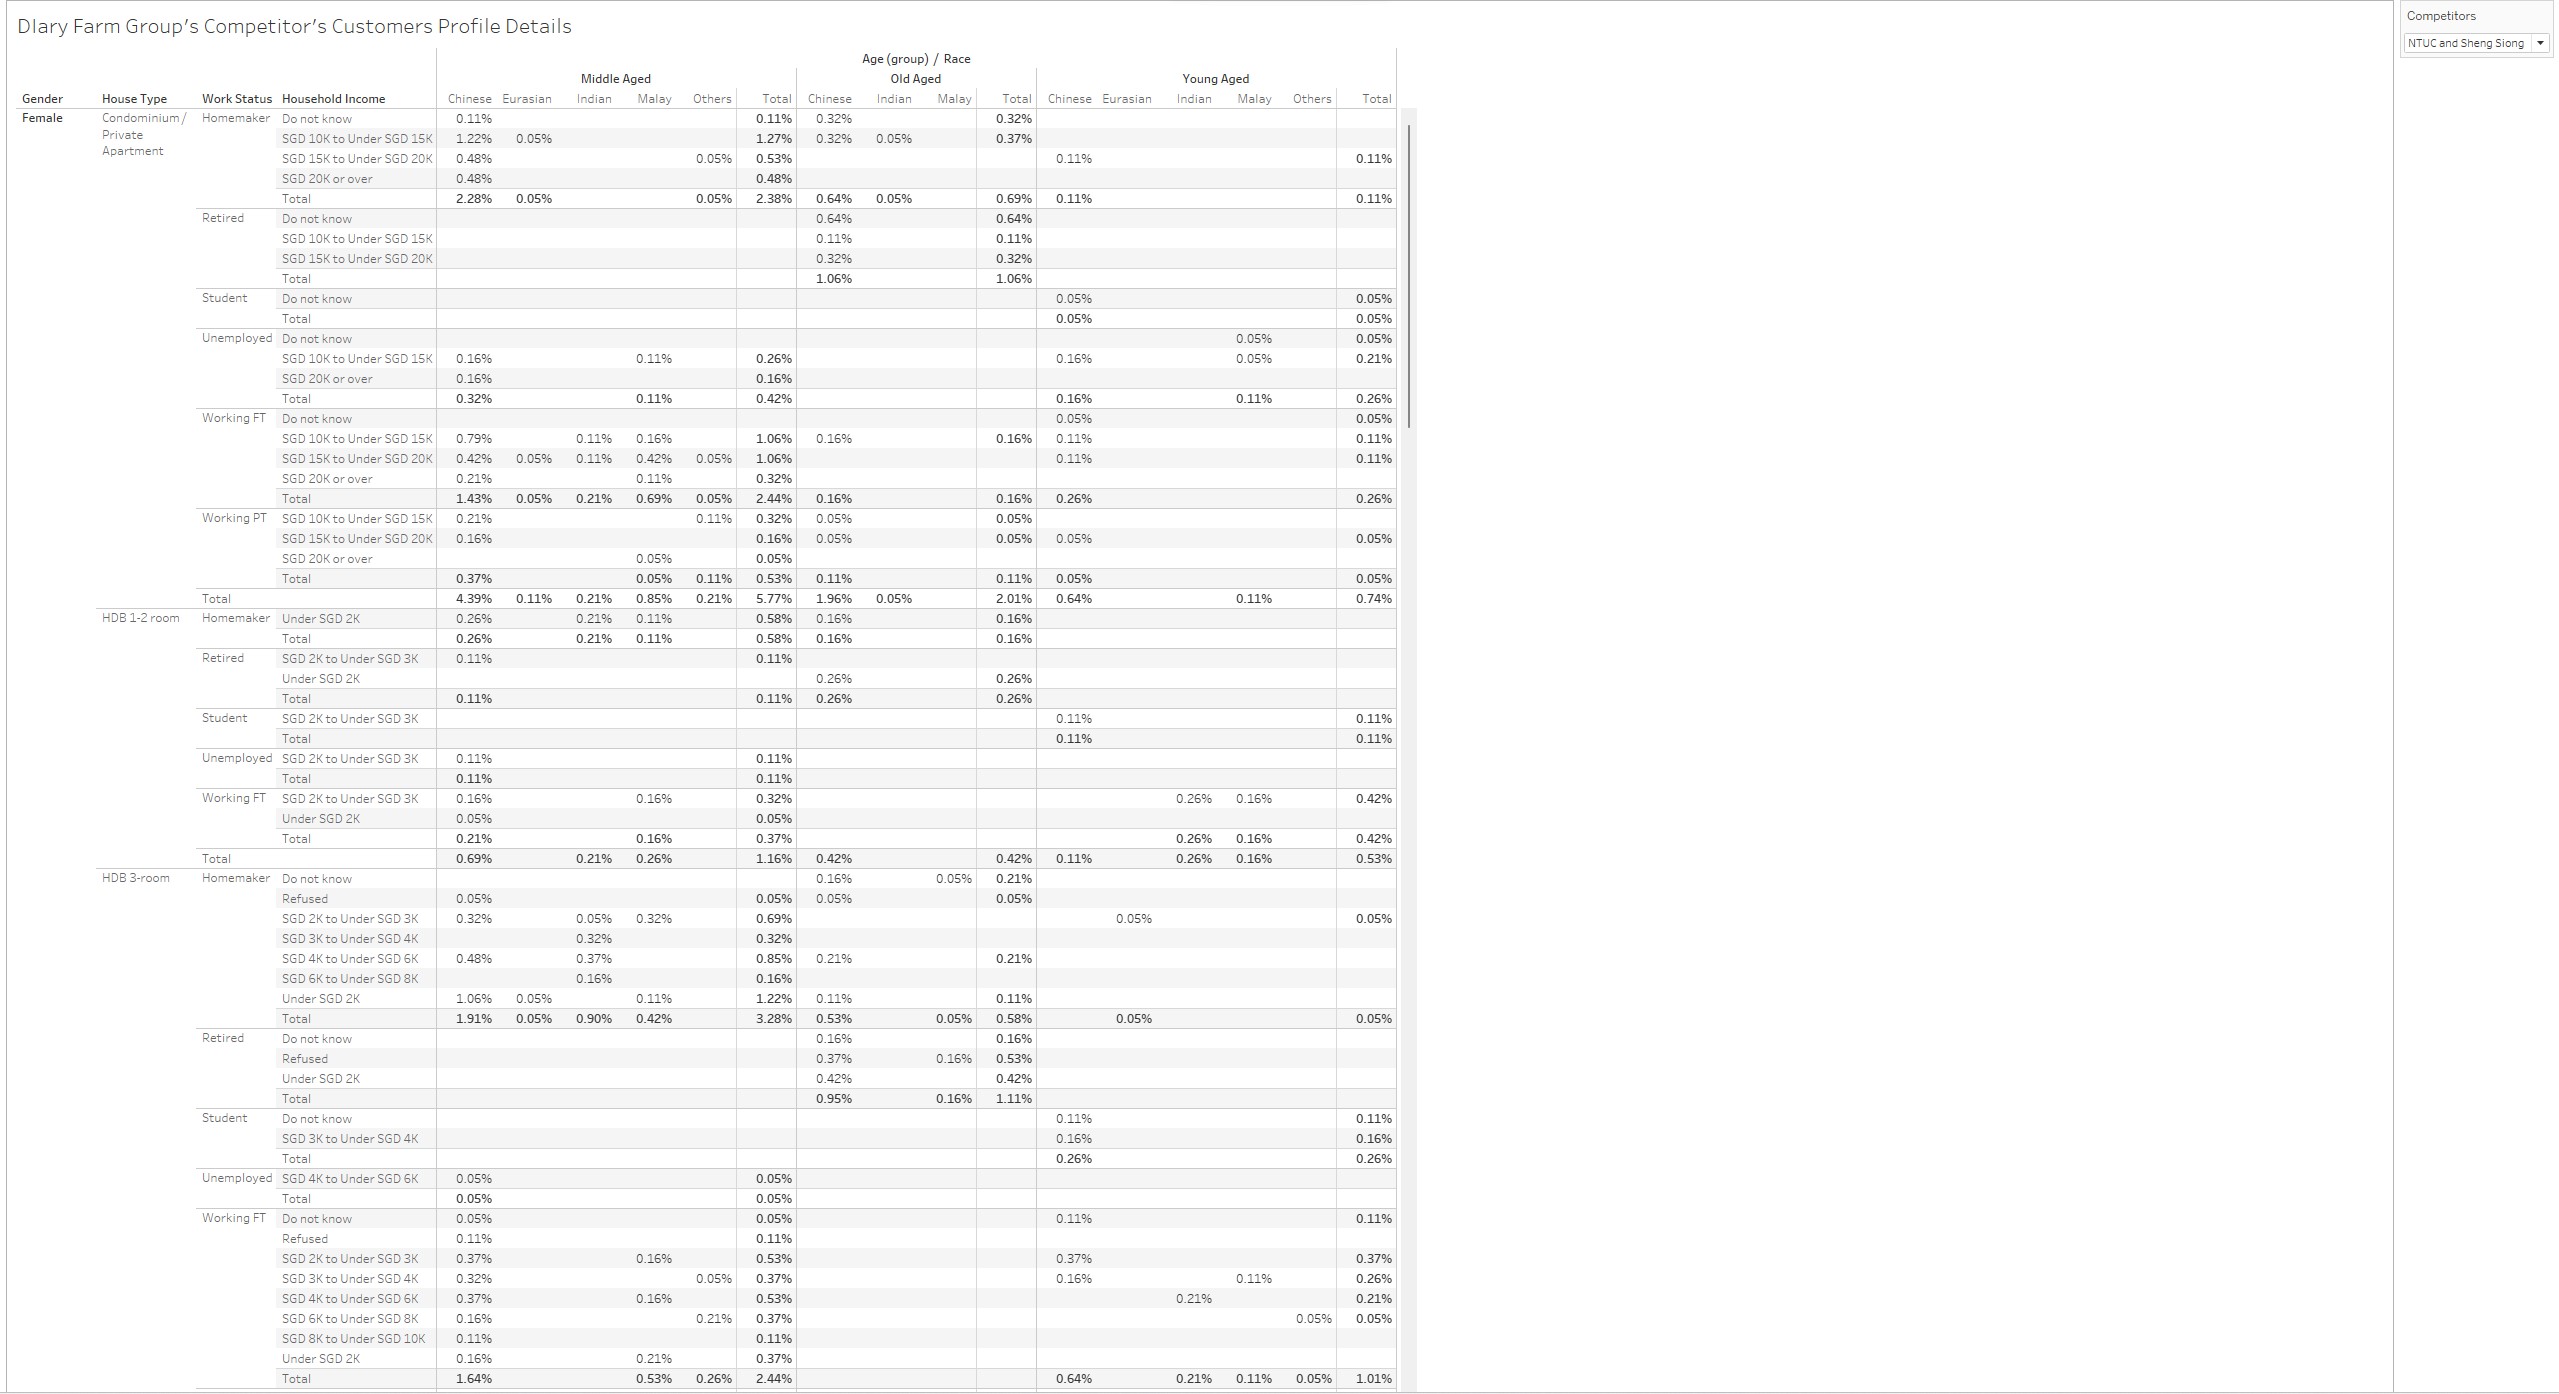 DIary Farm Group's Competitor's Customers Profile Details
Competitors
NTUC and Sheng Siong
Age (group) / Race
Middle Aged Old Aged Young Aged
Gender House Type Work Status Household Income Chinese Eurasian Indian Malay Others Total Chinese Indian Malay Total Chinese Eurasian Indian Malay Others Total
Female Condominium / Private Apartment Homemaker Do not know 0.11% 0.11% 0.32% 0.32%
SGD 10K to Under SGD 15K 1.22% 0.05% 1.27% 0.32% 0.05% 0.37%
SGD 15K to Under SGD 20K 0.48% 0.05% 0.53% 0.11% 0.11%
SGD 20K or over 0.48% 0.48%
Total 2.28% 0.05% 0.05% 2.38% 0.64% 0.05% 0.69% 0.11% 0.11%
Retired Do not know 0.64% 0.64%
SGD 10K to Under SGD 15K 0.11% 0.11%
SGD 15K to Under SGD 20K 0.32% 0.32%
Total 1.06% 1.06%
Student Do not know 0.05% 0.05%
Total 0.05% 0.05%
Unemployed Do not know 0.05% 0.05%
SGD 10K to Under SGD 15K 0.16% 0.11% 0.26% 0.16% 0.05% 0.21%
SGD 20K or over 0.16% 0.16%
Total 0.32% 0.11% 0.42% 0.16% 0.11% 0.26%
Working FT Do not know 0.05% 0.05%
SGD 10K to Under SGD 15K 0.79% 0.11% 0.16% 1.06% 0.16% 0.16% 0.11% 0.11%
SGD 15K to Under SGD 20K 0.42% 0.05% 0.11% 0.42% 0.05% 1.06% 0.11% 0.11%
SGD 20K or over 0.21% 0.11% 0.32%
Total 1.43% 0.05% 0.21% 0.69% 0.05% 2.44% 0.16% 0.16% 0.26% 0.26%
Working PT SGD 10K to Under SGD 15K 0.21% 0.11% 0.32% 0.05% 0.05%
SGD 15K to Under SGD 20K 0.16% 0.16% 0.05% 0.05% 0.05% 0.05%
SGD 20K or over 0.05% 0.05%
Total 0.37% 0.05% 0.11% 0.53% 0.11% 0.11% 0.05% 0.05%
Total 4.39% 0.11% 0.21% 0.85% 0.21% 5.77% 1.96% 0.05% 2.01% 0.64% 0.11% 0.74%
HDB 1-2 room Homemaker Under SGD 2K 0.26% 0.21% 0.11% 0.58% 0.16% 0.16%
Total 0.26% 0.21% 0.11% 0.58% 0.16% 0.16%
Retired SGD 2K to Under SGD 3K 0.11% 0.11%
Under SGD 2K 0.26% 0.26%
Total 0.11% 0.11% 0.26% 0.26%
Student SGD 2K to Under SGD 3K 0.11% 0.11%
Total 0.11% 0.11%
Unemployed SGD 2K to Under SGD 3K 0.11% 0.11%
Total 0.11% 0.11%
Working FT SGD 2K to Under SGD 3K 0.16% 0.16% 0.32% 0.26% 0.16% 0.42%
Under SGD 2K 0.05% 0.05%
Total 0.21% 0.16% 0.37% 0.26% 0.16% 0.42%
Total 0.69% 0.21% 0.26% 1.16% 0.42% 0.42% 0.11% 0.26% 0.16% 0.53%
HDB 3-room Homemaker Do not know 0.16% 0.05% 0.21%
Refused 0.05% 0.05% 0.05% 0.05%
SGD 2K to Under SGD 3K 0.32% 0.05% 0.32% 0.69% 0.05% 0.05%
SGD 3K to Under SGD 4K 0.32% 0.32%
SGD 4K to Under SGD 6K 0.48% 0.37% 0.85% 0.21% 0.21%
SGD 6K to Under SGD 8K 0.16% 0.16%
Under SGD 2K 1.06% 0.05% 0.11% 1.22% 0.11% 0.11%
Total 1.91% 0.05% 0.90% 0.42% 3.28% 0.53% 0.05% 0.58% 0.05% 0.05%
Retired Do not know 0.16% 0.16%
Refused 0.37% 0.16% 0.53%
Under SGD 2K 0.42% 0.42%
Total 0.95% 0.16% 1.11%
Student Do not know 0.11% 0.11%
SGD 3K to Under SGD 4K 0.16% 0.16%
Total 0.26% 0.26%
Unemployed SGD 4K to Under SGD 6K 0.05% 0.05%
Total 0.05% 0.05%
Working FT Do not know 0.05% 0.05% 0.11% 0.11%
Refused 0.11% 0.11%
SGD 2K to Under SGD 3K 0.37% 0.16% 0.53% 0.37% 0.37%
SGD 3K to Under SGD 4K 0.32% 0.05% 0.37% 0.16% 0.11% 0.26%
SGD 4K to Under SGD 6K 0.37% 0.16% 0.53% 0.21% 0.21%
SGD 6K to Under SGD 8K 0.16% 0.21% 0.37% 0.05% 0.05%
SGD 8K to Under SGD 10K 0.11% 0.11%
Under SGD 2K 0.16% 0.21% 0.37%
Total 1.64% 0.53% 0.26% 2.44% 0.64% 0.21% 0.11% 0.05% 1.01%